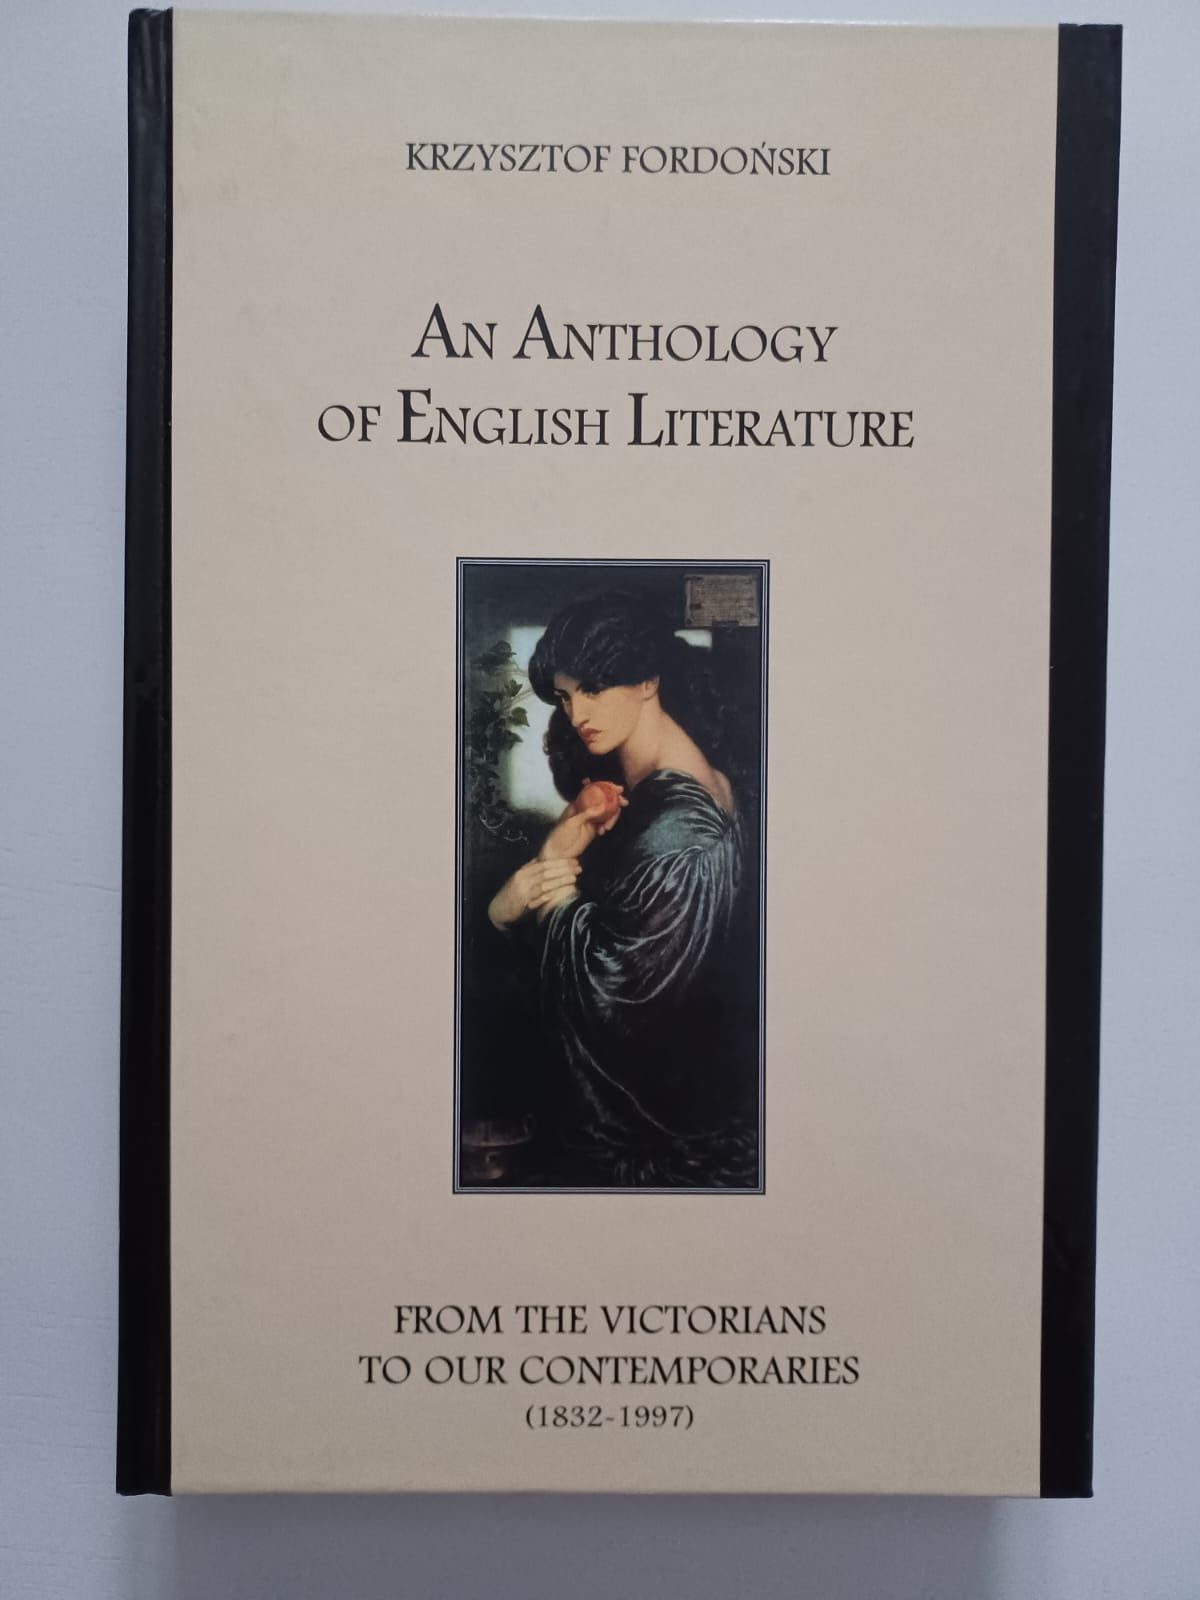 KRZYSZTOF FORDOŃSKI
AN ANTHOLOGY
OF ENGLISH LITERATURE
FROM THE VICTORIANS
TO OUR CONTEMPORARIES
(1832-1997)